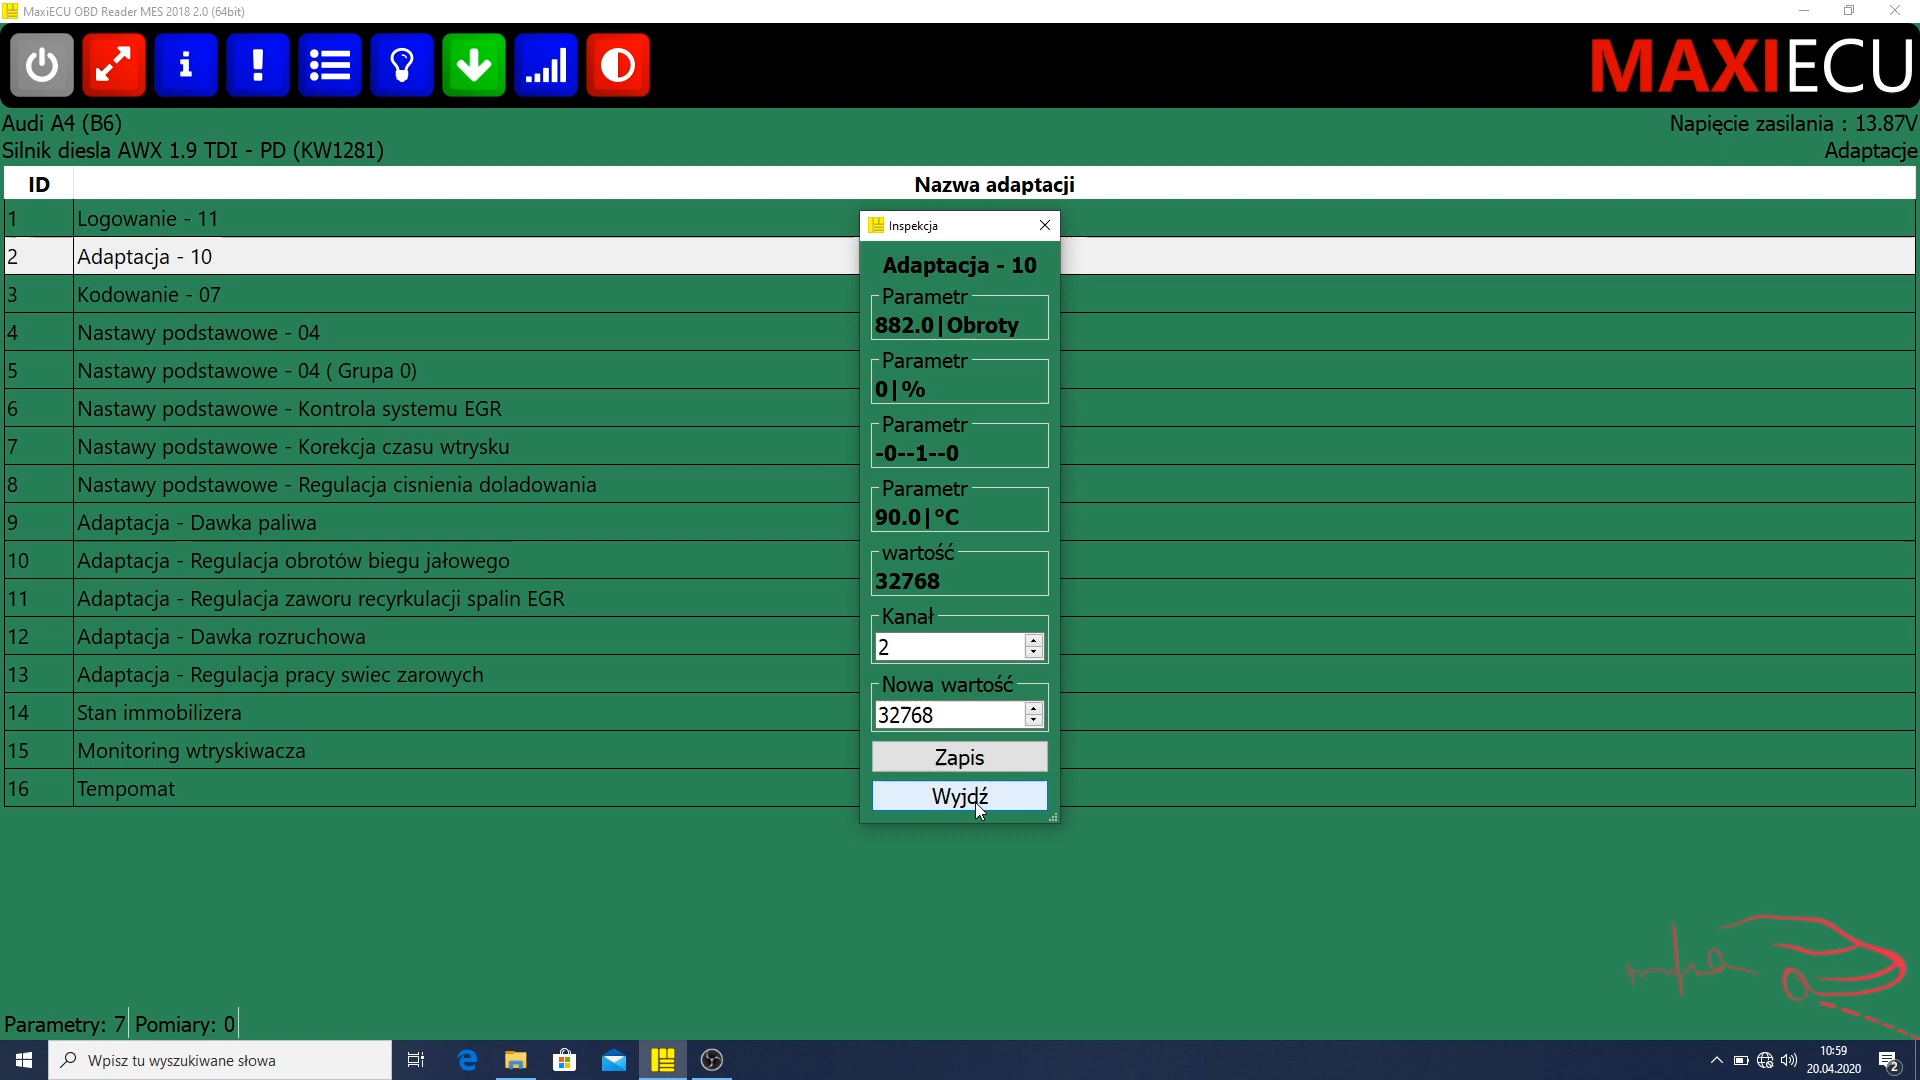 MaxiECU OBD Reader MES 2018 2.0 (64bit)
MAXIECU
Audi A4 (B6)
Napięcie zasilania : 13.87V
Silnik diesla AWX 1.9 TDI - PD (KW1281)
Adaptacje
ID Nazwa adaptacji
1 Logowanie - 11
2 Adaptacja - 10
3 Kodowanie - 07
4 Nastawy podstawowe - 04
5 Nastawy podstawowe - 04 ( Grupa 0)
6 Nastawy podstawowe - Kontrola systemu EGR
7 Nastawy podstawowe - Korekcja czasu wtrysku
8 Nastawy podstawowe - Regulacja cisnienia doladowania
9 Adaptacja - Dawka paliwa
10 Adaptacja - Regulacja obrotów biegu jałowego
11 Adaptacja - Regulacja zaworu recyrkulacji spalin EGR
12 Adaptacja - Dawka rozruchowa
13 Adaptacja - Regulacja pracy swiec zarowych
14 Stan immobilizera
15 Monitoring wtryskiwacza
16 Tempomat
Inspekcja
Adaptacja - 10
Parametr
882.0|Obroty
Parametr
0|%
Parametr
-0--1--0
Parametr
90.0|°C
wartość
32768
Kanał
2
Nowa wartość
32768
Zapis
Wyjdź
Parametry: 7 Pomiary: 0
Wpisz tu wyszukiwane słowa
10:59
20.04.2020
2